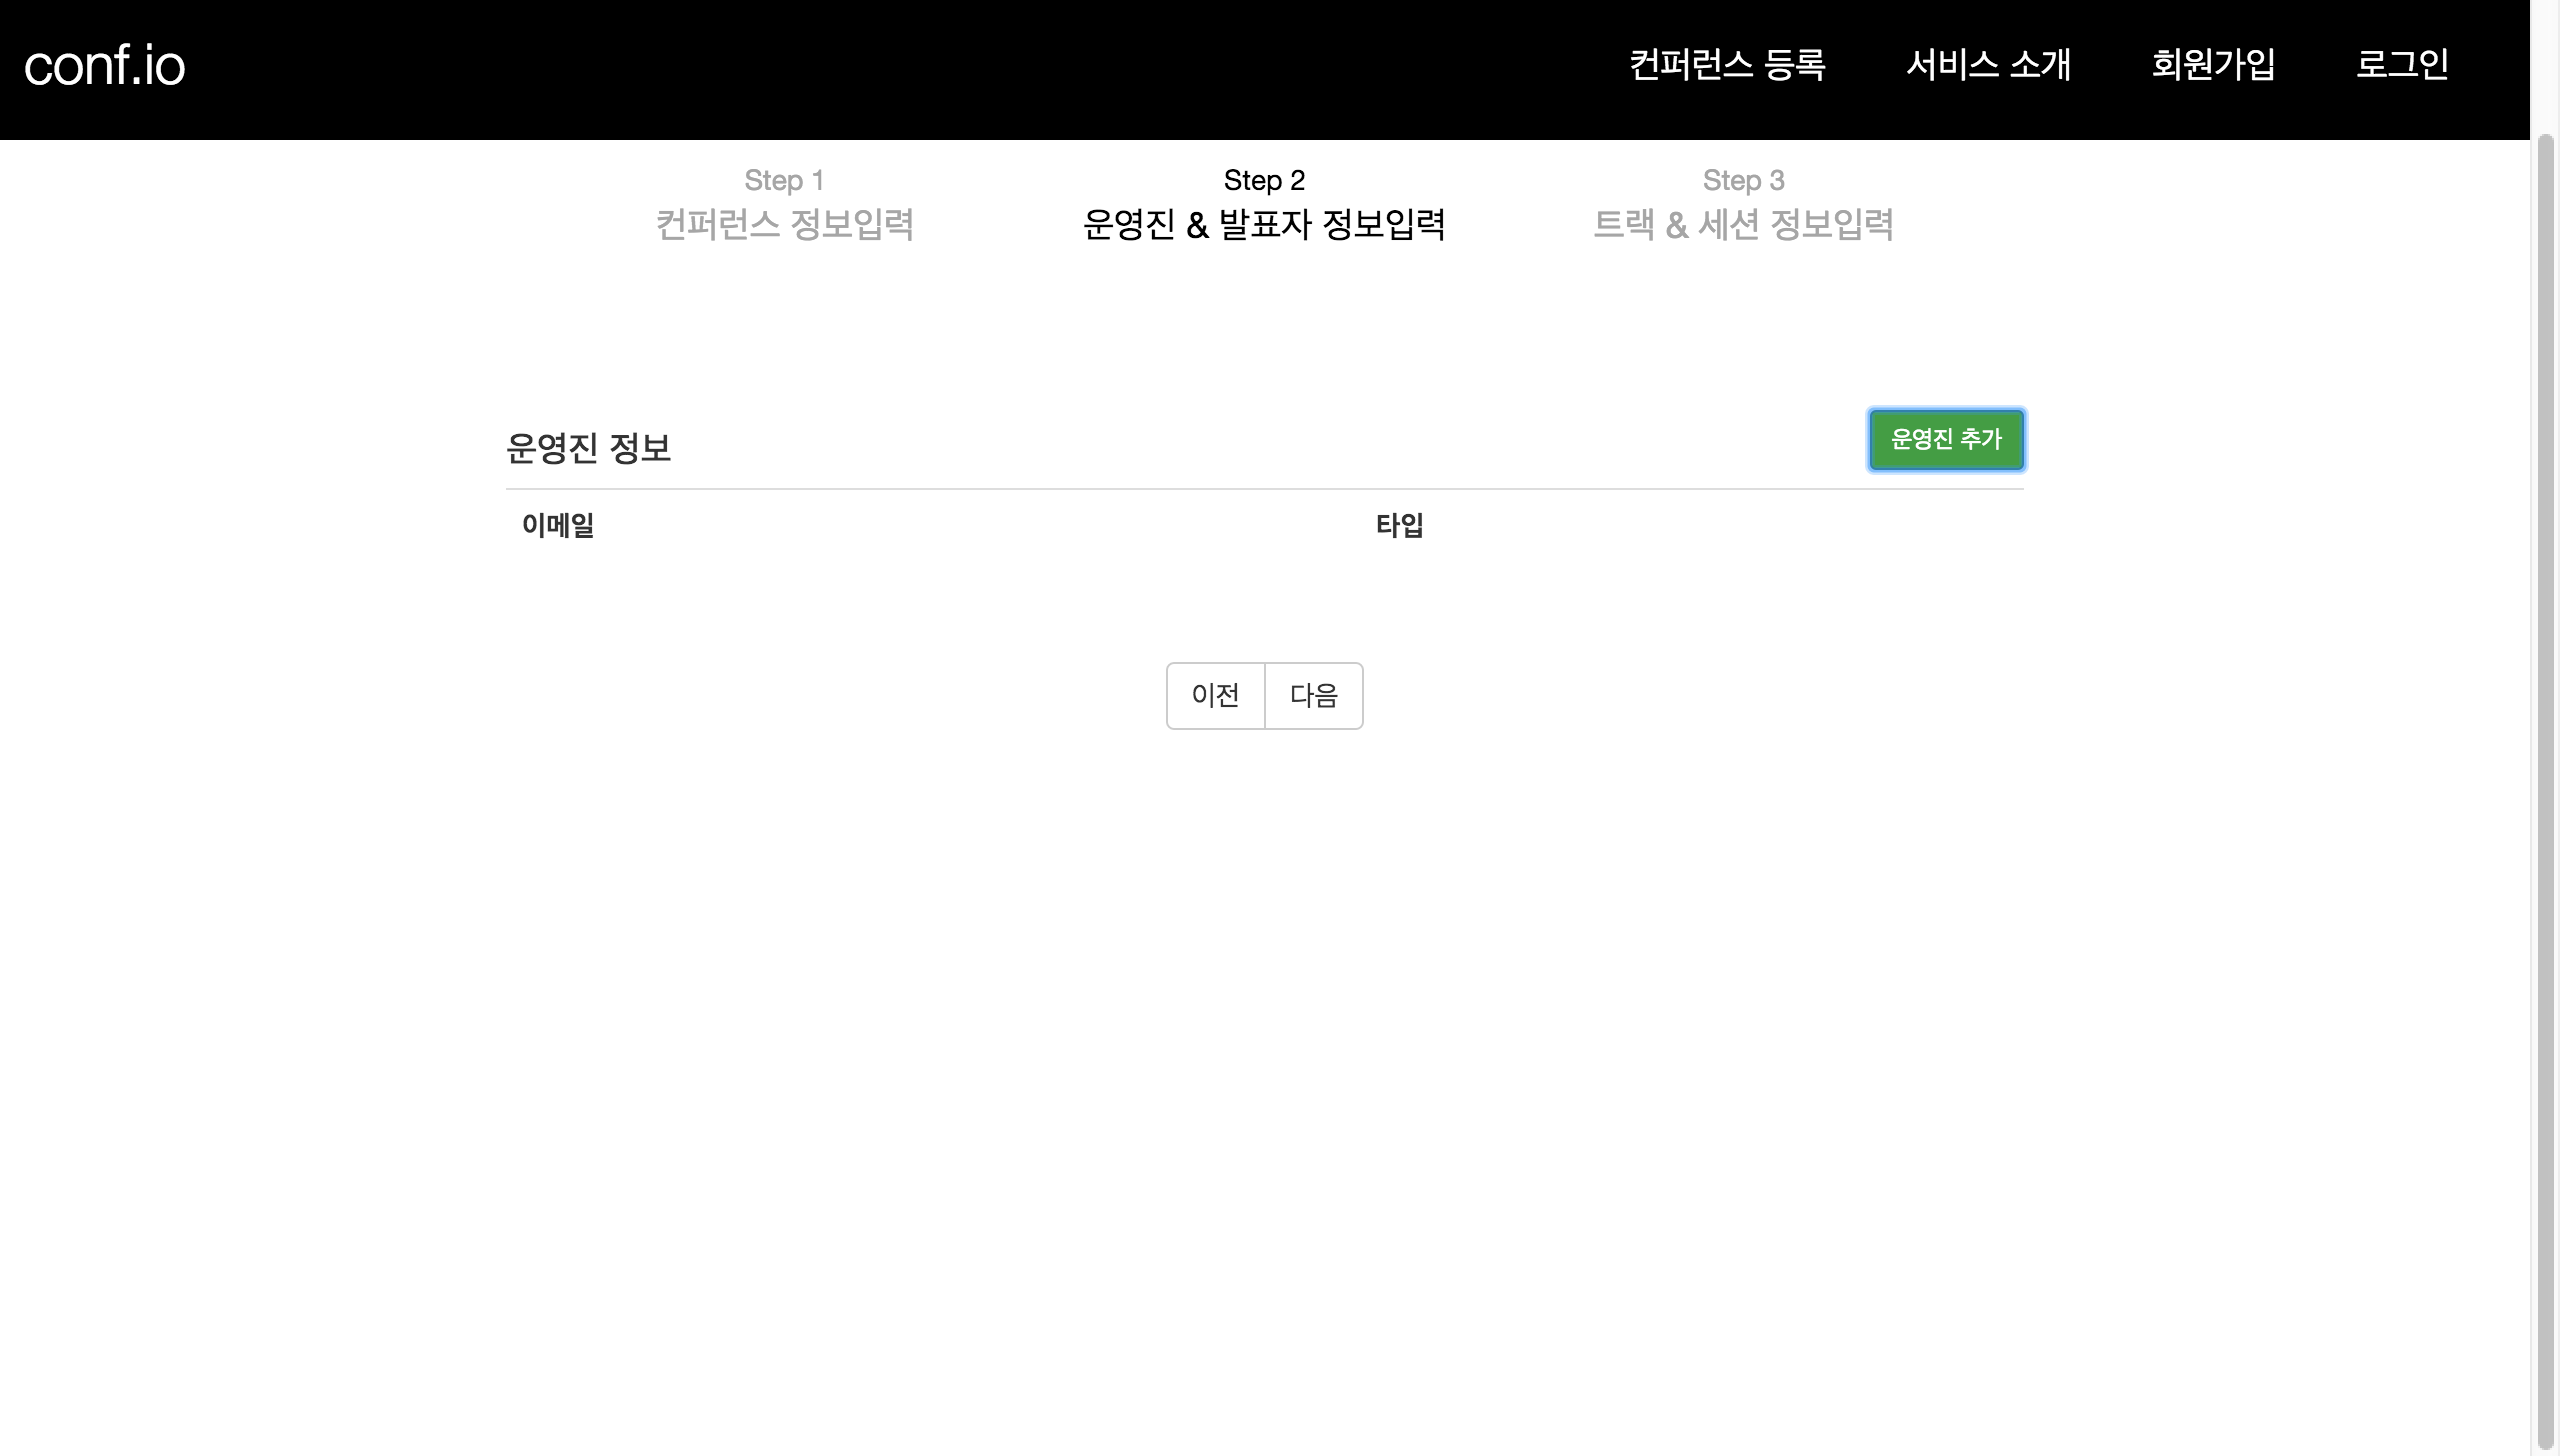 conf.io 컨퍼런스 등록 서비스 소개 회원가입 로그인
Step 1 Step 2 Step 3
컨퍼런스 정보입력 운영진 & 발표자 정보입력 트랙 & 세션 정보입력
운영진 정보 운영진 추가
이메일 타입
이전 다음